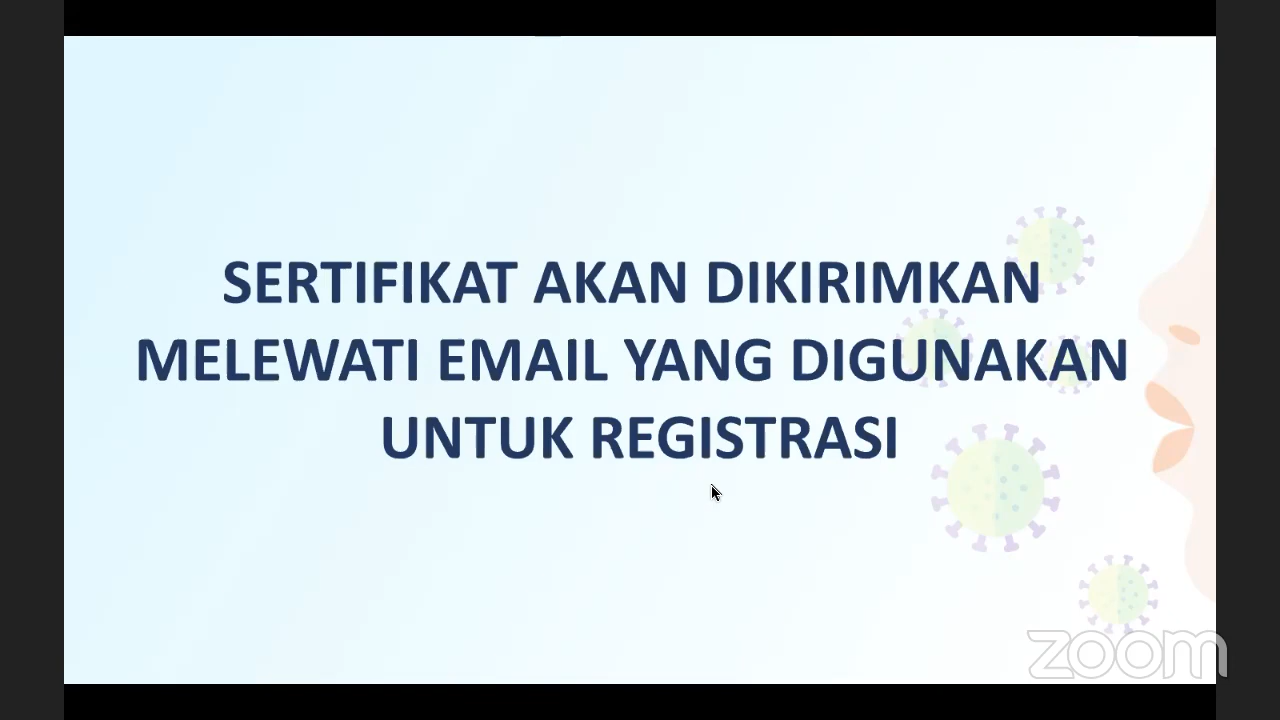 SERTIFIKAT AKAN DIKIRIMKAN
MELEWATI EMAIL YANG DIGUNAKAN
UNTUK REGISTRASI
zoom